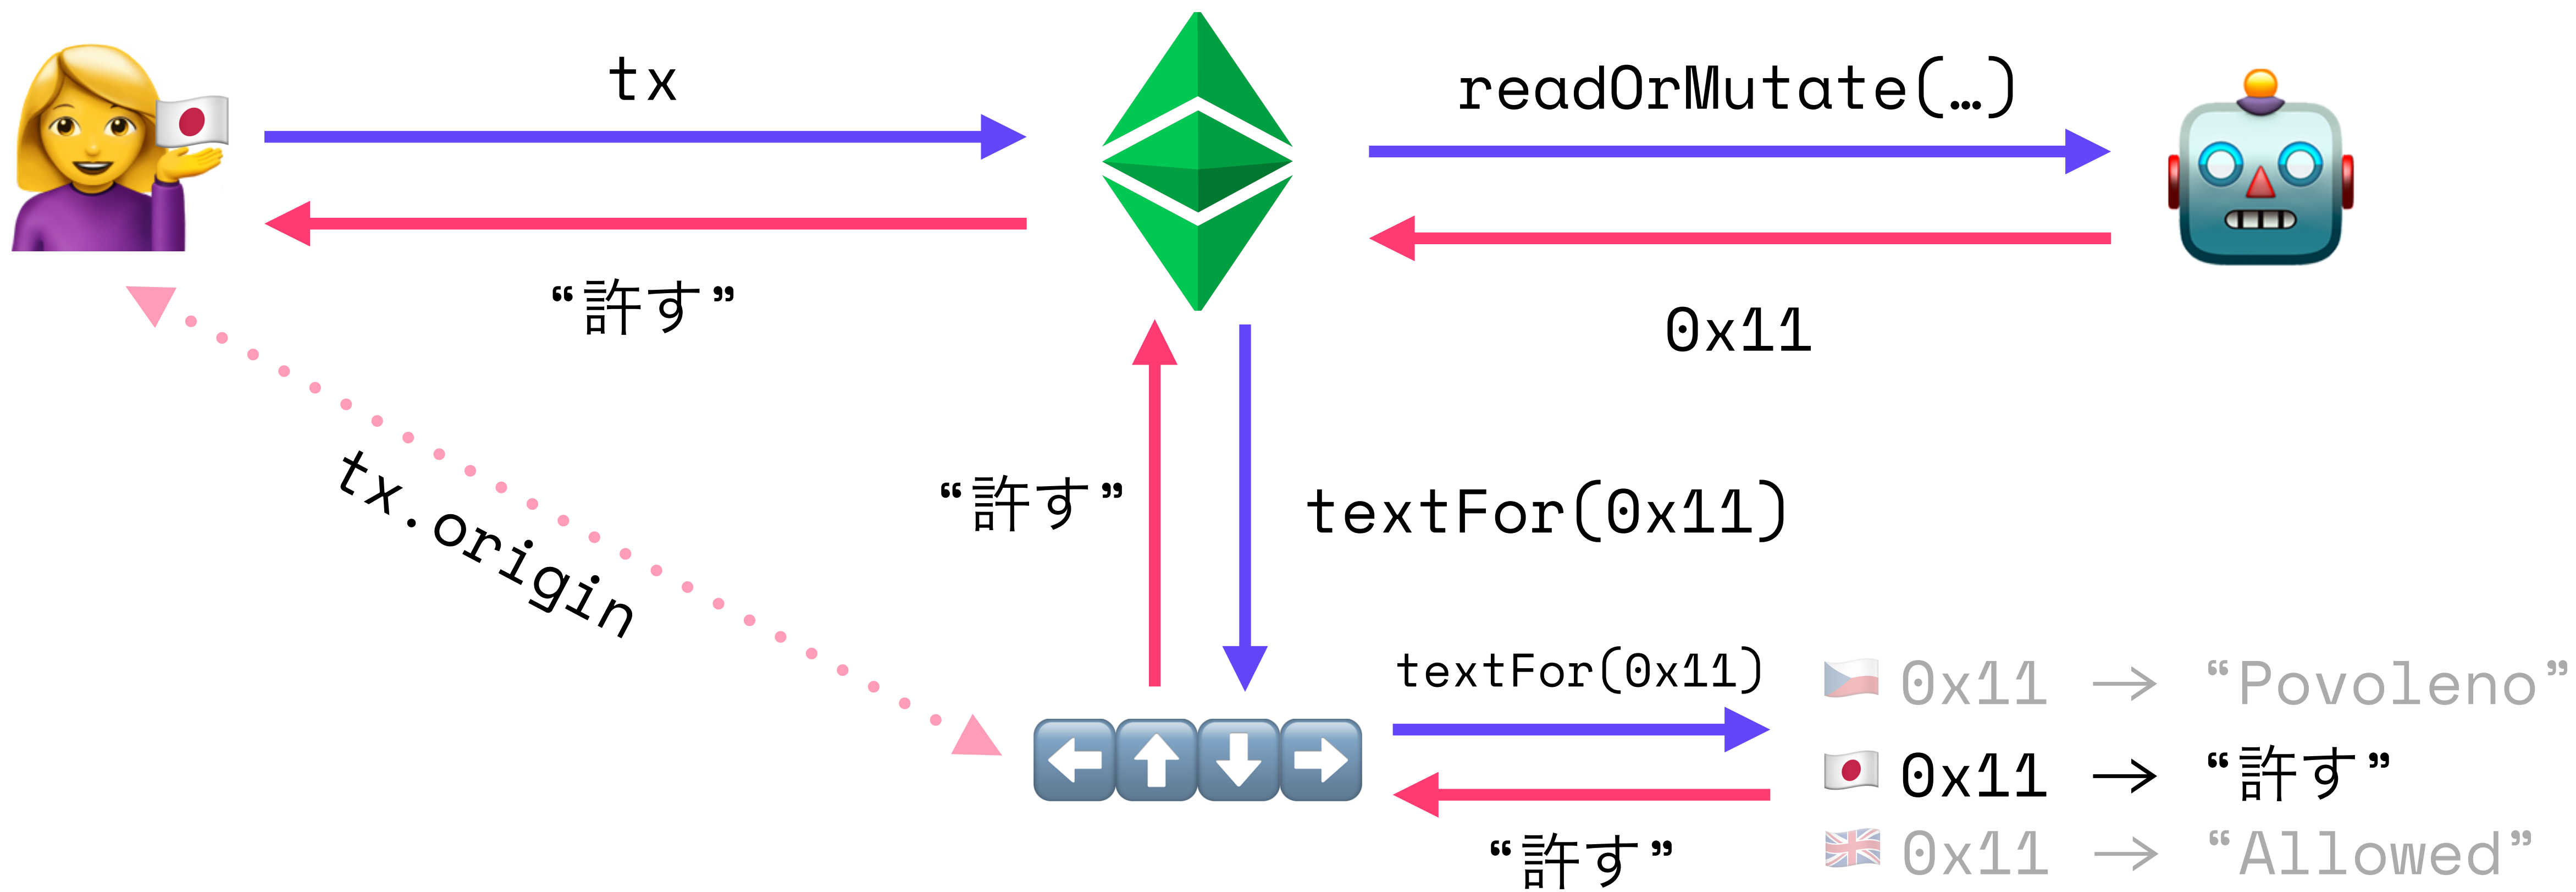 tx
readOrMutate(…)
“許す”
0x11
tx.origin
“許す”
textFor(0x11)
textFor(0x11)
“許す”
0x11 → “Povoleno”
0x11 → “許す”
0x11 → “Allowed”